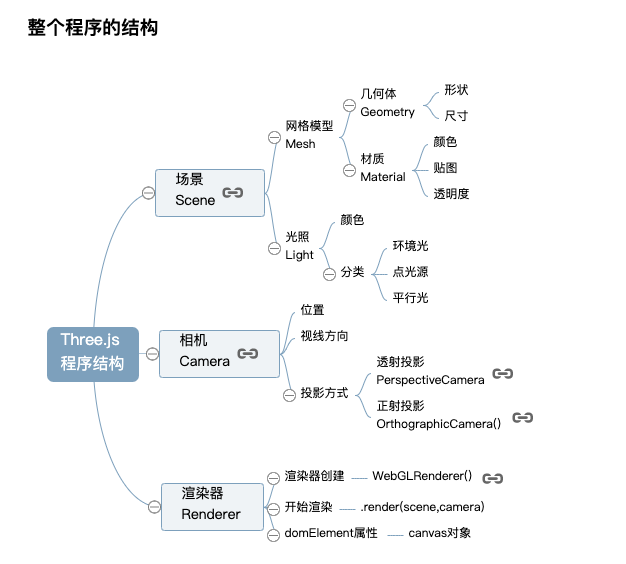 整个程序的结构
Three.js
程序结构
场景
Scene
网格模型
Mesh
几何体
Geometry
形状
尺寸
材质
Material
颜色
贴图
透明度
光照
Light
颜色
分类
环境光
点光源
平行光
相机
Camera
位置
视线方向
投影方式
透射投影
PerspectiveCamera
正射投影
OrthographicCamera()
渲染器
Renderer
渲染器创建
WebGLRenderer()
开始渲染
.render(scene,camera)
domElement属性
canvas对象